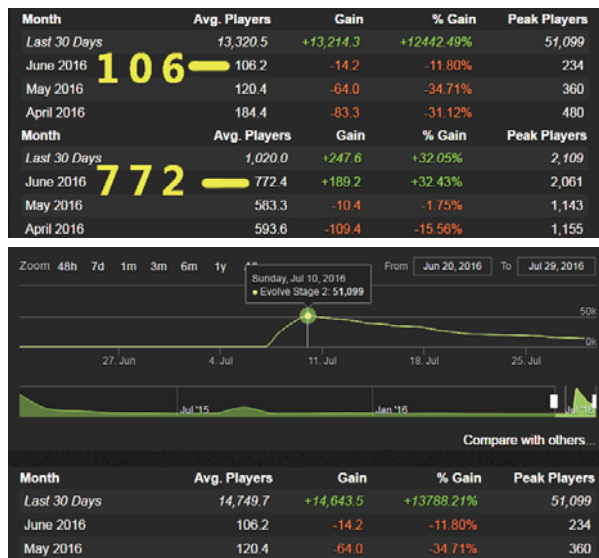 Month Avg. Players Gain % Gain Peak Players
Last 30 Days 13,320.5 +13,214.3 +12442.49% 51,099
June 2016 106 106.2 -14.2 -11.80% 234
May 2016 120.4 -64.0 -34.71% 360
April 2016 184.4 -83.3 -31.12% 480
Month Avg. Players Gain % Gain Peak Players
Last 30 Days 1,020.0 +247.6 +32.05% 2,109
June 2016 772 772.4 +189.2 +32.43% 2,061
May 2016 583.3 -10.4 -1.75% 1,143
April 2016 593.6 -109.4 -15.56% 1,155
Zoom 48h 7d 1m 3m 6m 1y From Jun 20, 2016 To Jul 29, 2016
Sunday, Jul 10, 2016
• Evolve Stage 2: 51,099
50k
0k
27. Jun 4. Jul 11. Jul 18. Jul 25. Jul
Jul '15 Jan '16 Jul '16
Compare with others...
Month Avg. Players Gain % Gain Peak Players
Last 30 Days 14,749.7 +14,643.5 +13788.21% 51,099
June 2016 106.2 -14.2 -11.80% 234
May 2016 120.4 -64.0 -34.71% 360